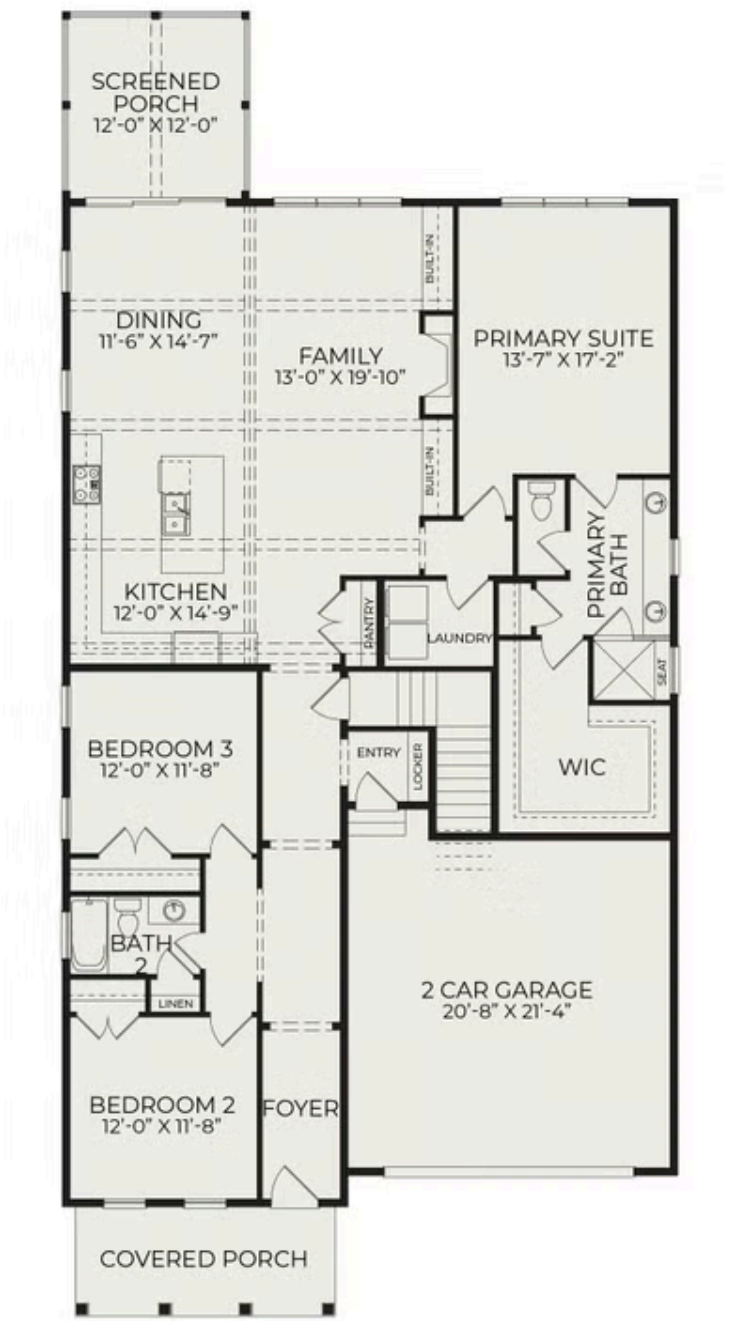 SCREENED
PORCH
12'-0" X 12'-0"
BUILT-IN
DINING
11'-6" X 14'-7"
FAMILY
13'-0" X 19'-10"
PRIMARY SUITE
13'-7" X 17'-2"
BUILT-IN
PRIMARY
BATH
KITCHEN
12'-0" X 14'-9"
PANTRY
LAUNDRY
SEAT
BEDROOM 3
12'-0" X 11'-8"
ENTRY
LOCKER
WIC
BATH
2
LINEN
2 CAR GARAGE
20'-8" X 21'-4"
BEDROOM 2
12'-0" X 11'-8"
FOYER
COVERED PORCH